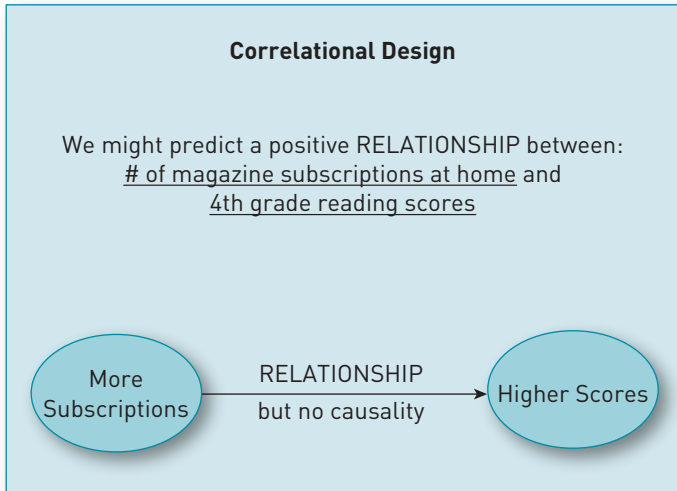 Correlational Design
We might predict a positive RELATIONSHIP between:
# of magazine subscriptions at home and
4th grade reading scores
More
Subscriptions
RELATIONSHIP
but no causality
Higher Scores